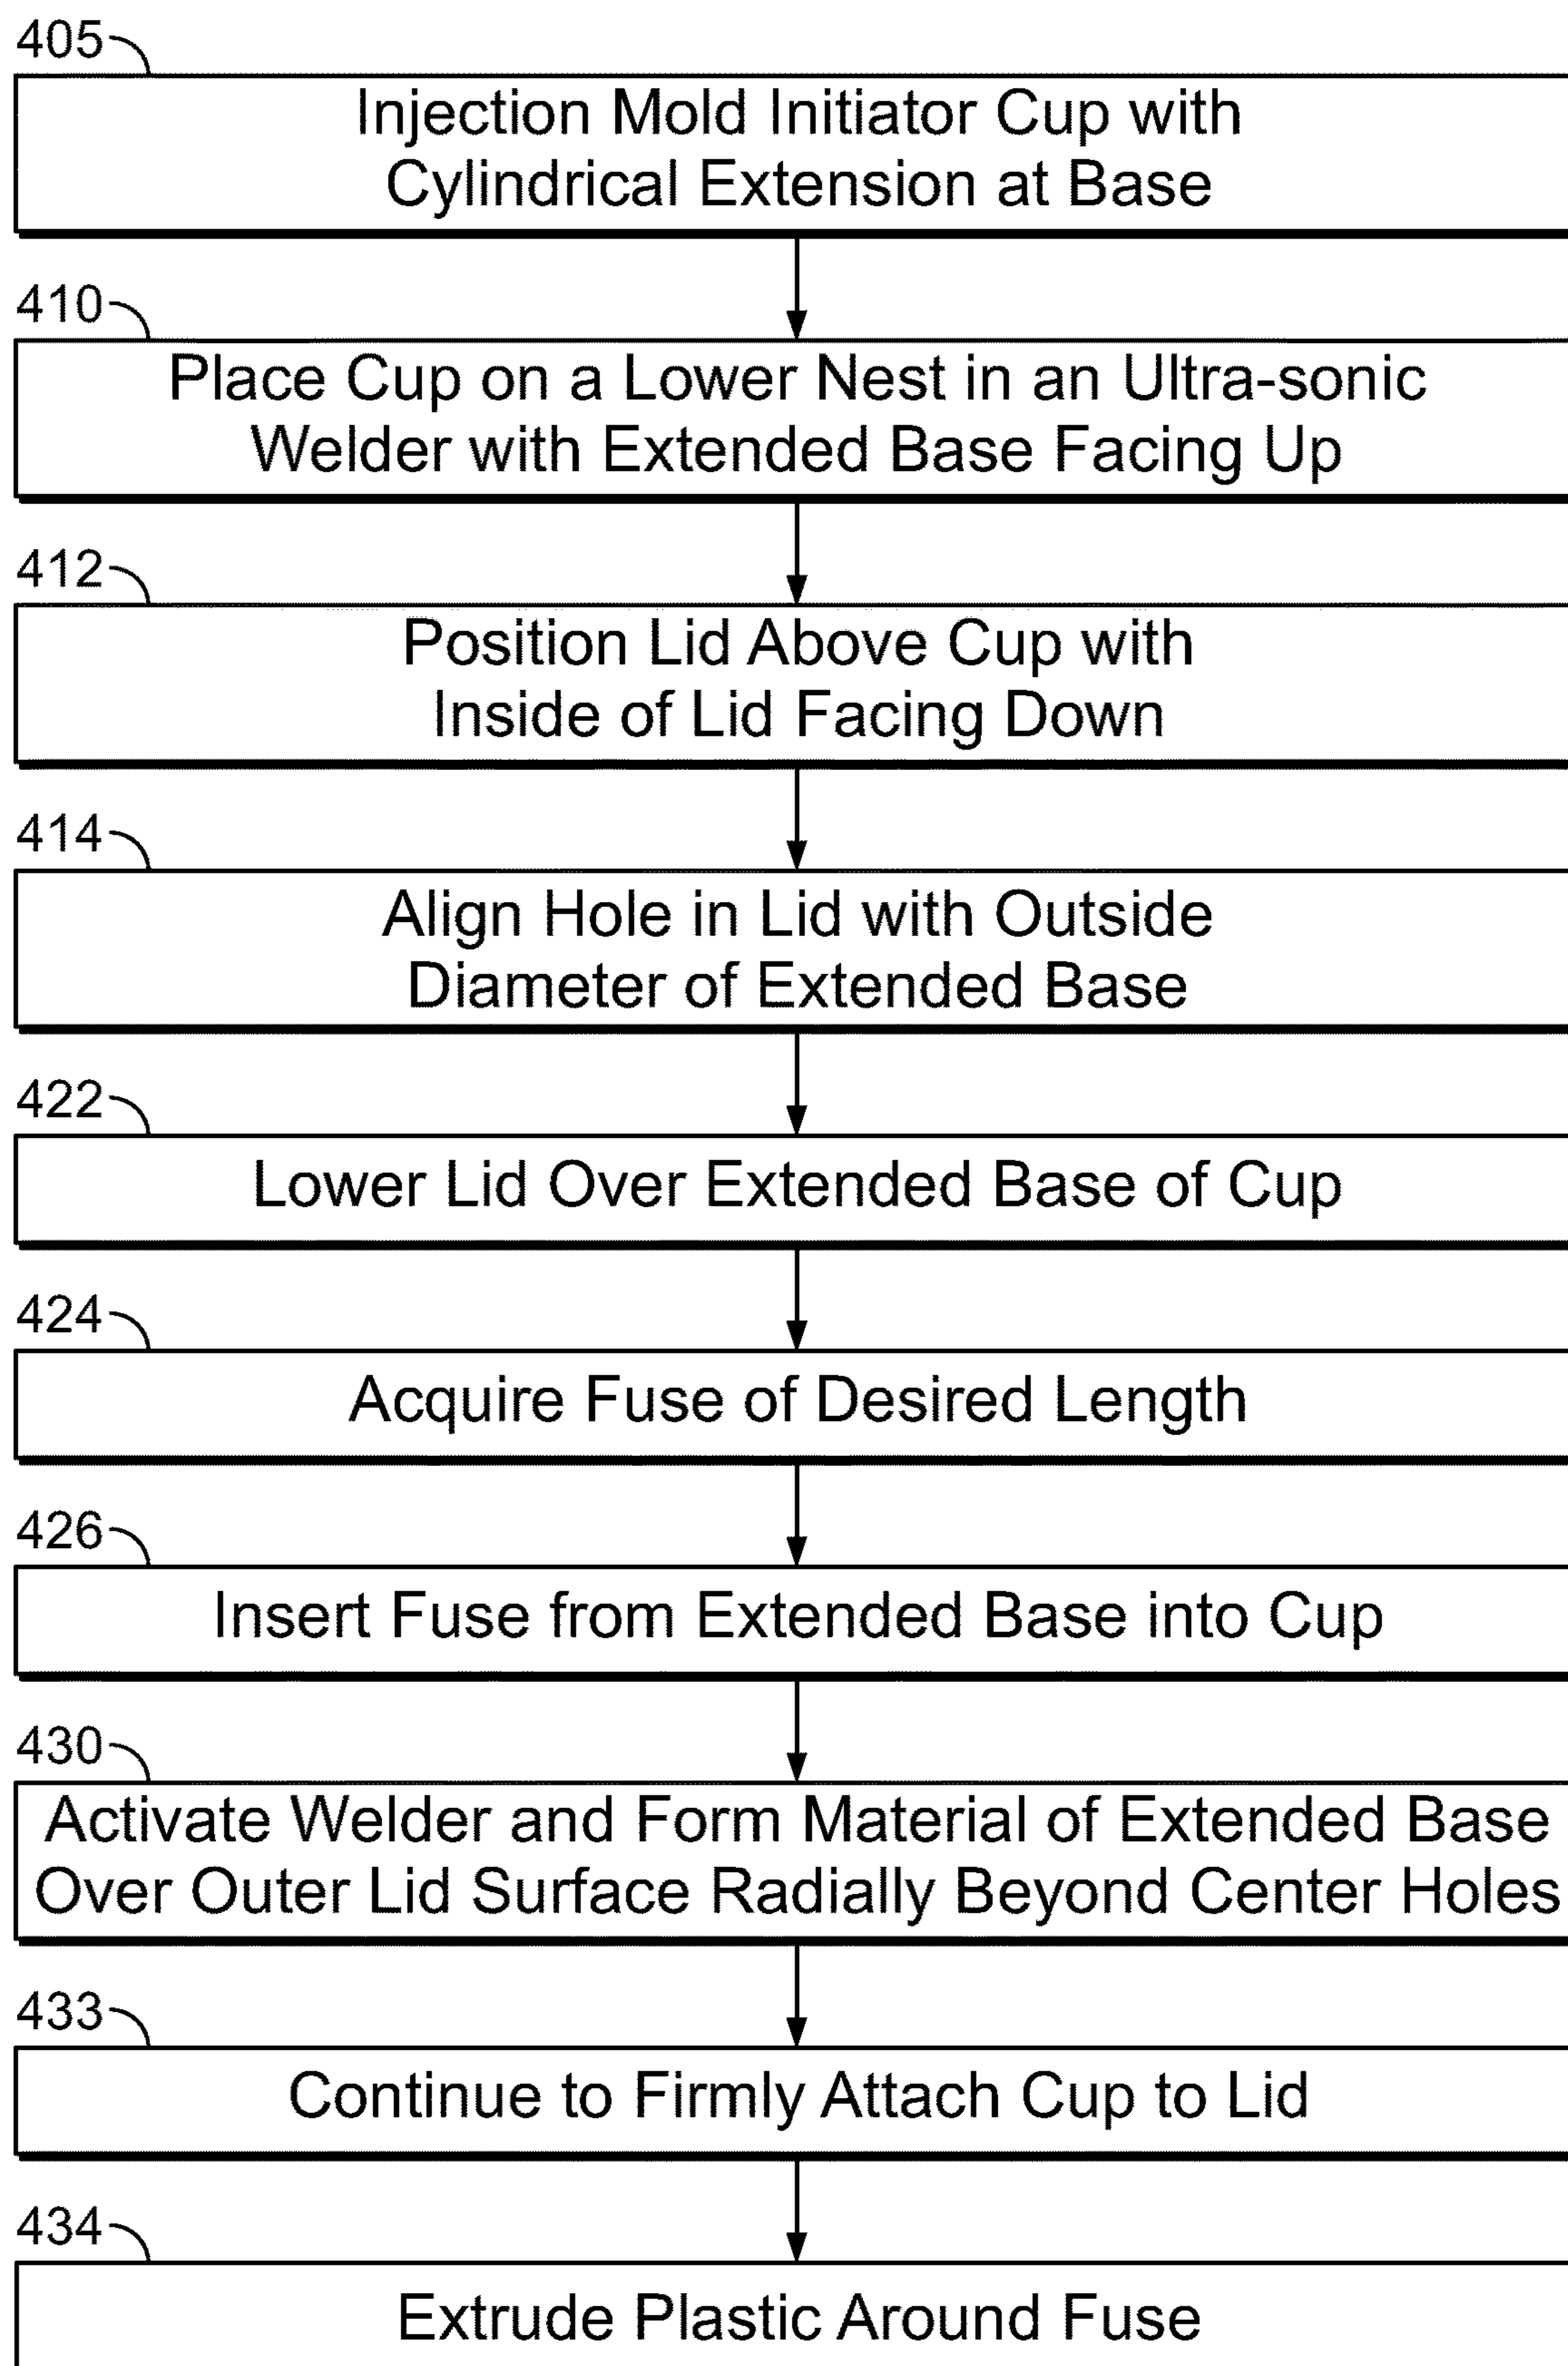 405
Injection Mold Initiator Cup with
Cylindrical Extension at Base
410
Place Cup on a Lower Nest in an Ultra-sonic
Welder with Extended Base Facing Up
412
Position Lid Above Cup with
Inside of Lid Facing Down
414
Align Hole in Lid with Outside
Diameter of Extended Base
422
Lower Lid Over Extended Base of Cup
424
Acquire Fuse of Desired Length
426
Insert Fuse from Extended Base into Cup
430
Activate Welder and Form Material of Extended Base
Over Outer Lid Surface Radially Beyond Center Holes
433
Continue to Firmly Attach Cup to Lid
434
Extrude Plastic Around Fuse